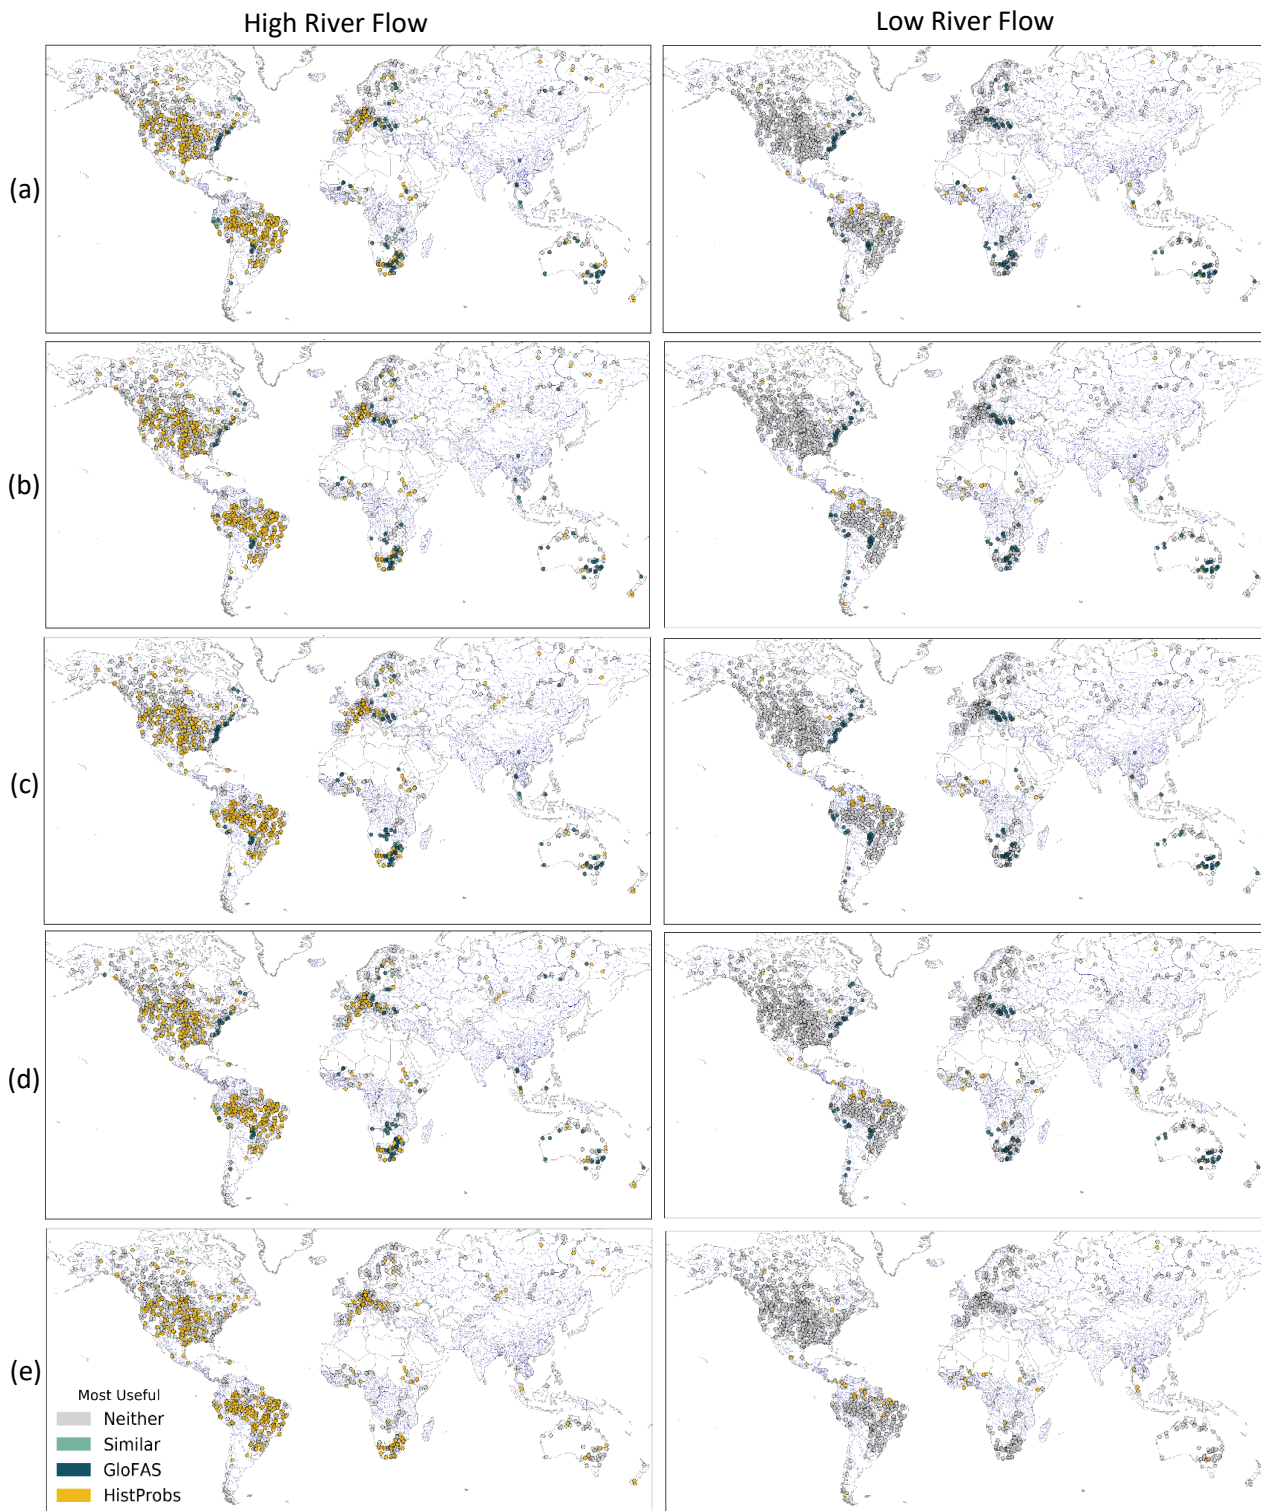 High River Flow
Low River Flow
(a)
(b)
(c)
(d)
(e)
Most Useful
Neither
Similar
GloFAS
HistProbs